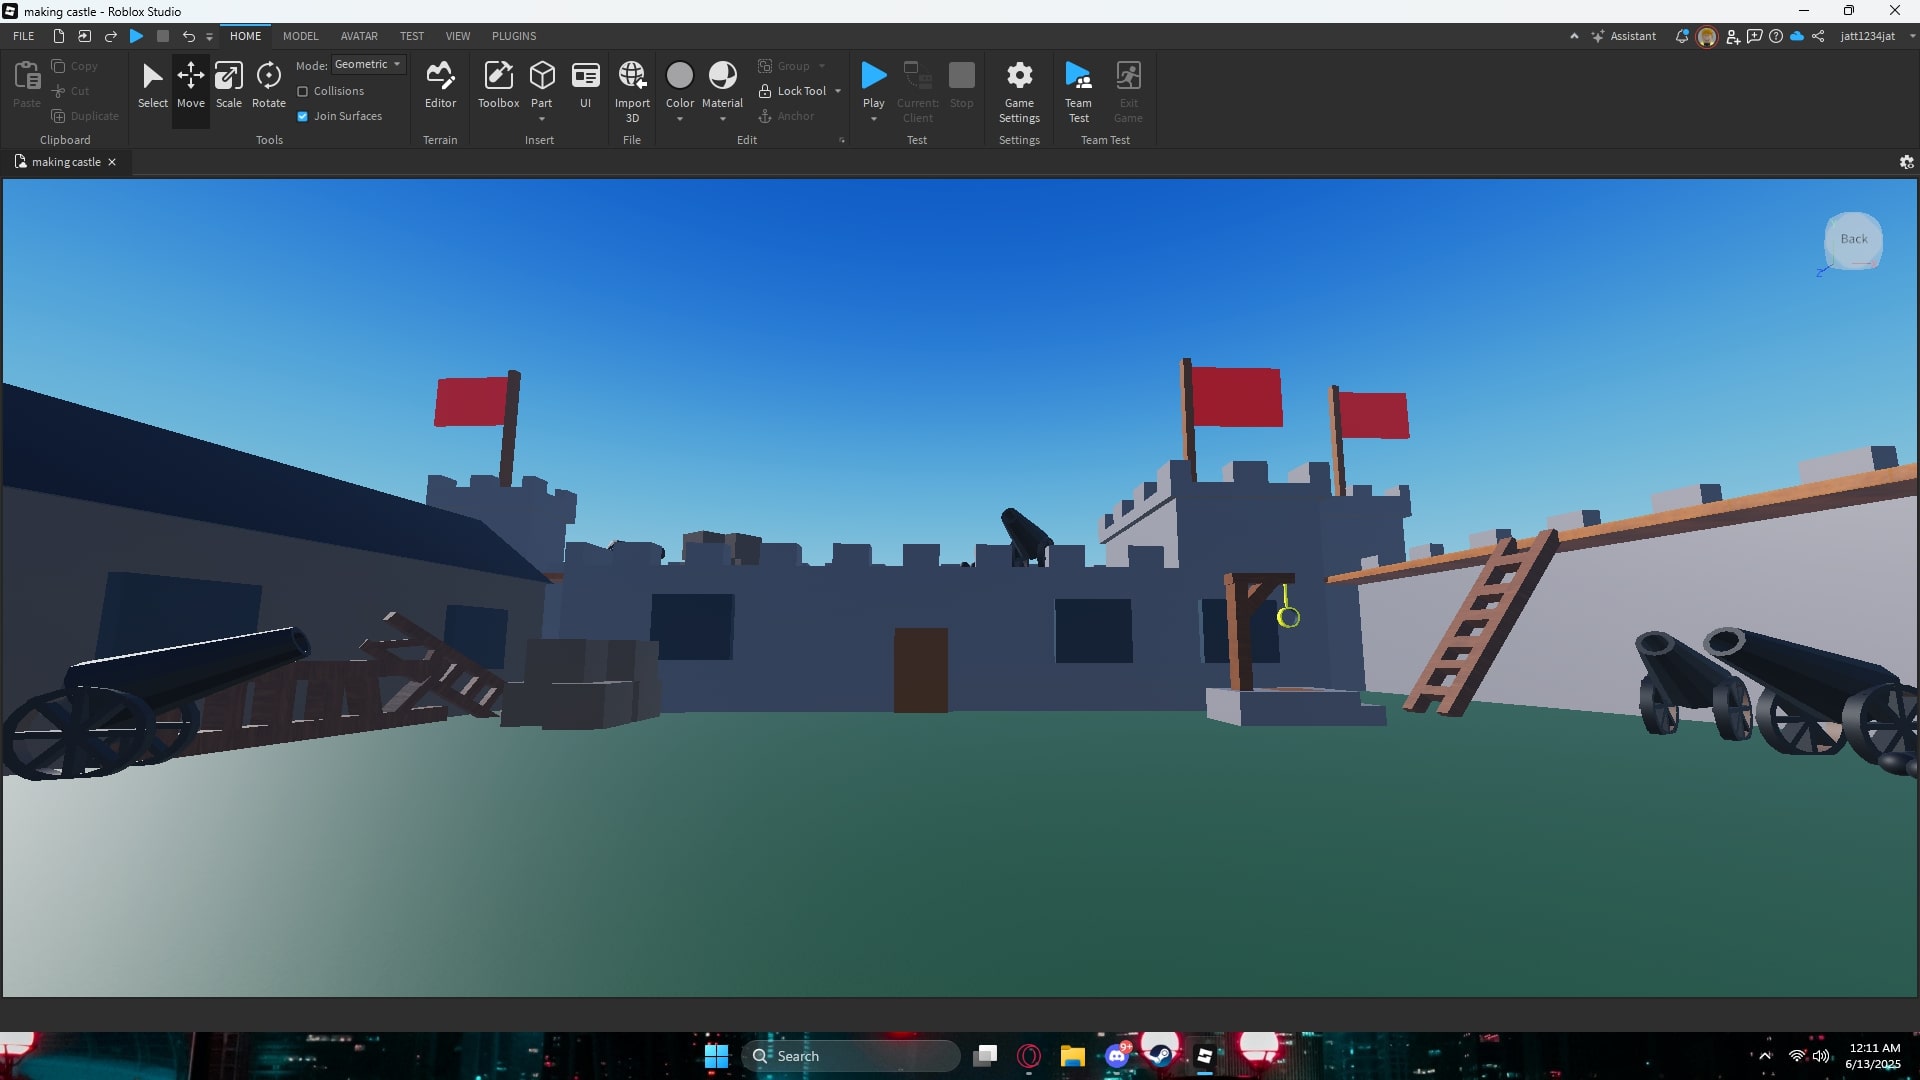 making castle - Roblox Studio
FILE HOME MODEL AVATAR TEST VIEW PLUGINS Assistant jatt1234jat
Paste
Copy
Cut
Duplicate
Clipboard
Select Move Scale Rotate
Mode: Geometric
Collisions
Join Surfaces
Tools
Editor
Terrain
Toolbox Part UI
Insert
Import
3D
File
Color Material
Group
Lock Tool
Anchor
Edit
Play
Current:
Client
Stop
Test
Game
Settings
Settings
Team
Test
Exit
Game
Team Test
making castle
Back
Z
Search
9+
12:11 AM
6/13/2025